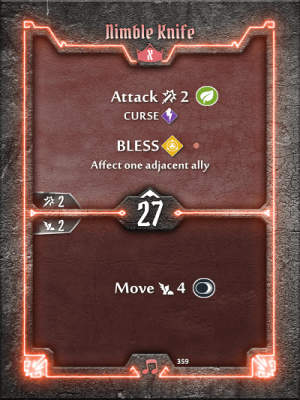 Nimble Knife
X
Attack 2
CURSE
BLESS
Affect one adjacent ally
2
27
2
Move 4
359